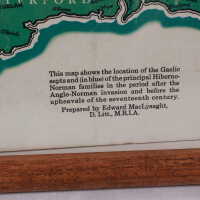 This map shows the location of the Gaelic
septs and (in blue) of the principal Hiberno-
Norman families in the period after the
Anglo-Norman invasion and before the
upheavals of the seventeenth century.
Prepared by Edward MacLysaght,
D. Litt., M.R.I.A.